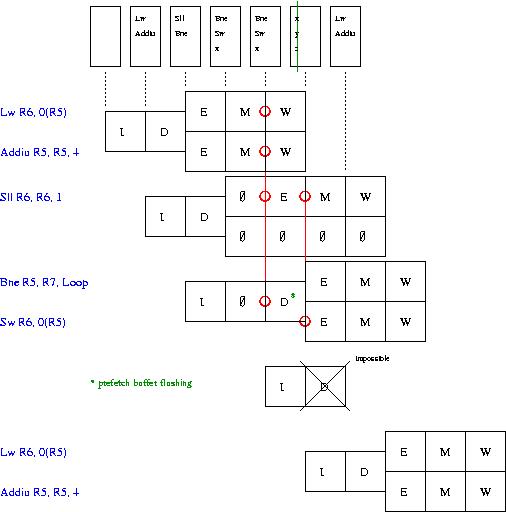 Lw Sll Bne Bne x Lw
Addiu Bne Sw Sw y Addiu
x x z
Lw R6, 0(R5) E M W
I D
Addiu R5, R5, 4 E M W
Sll R6, R6, 1 Ø E M W
I D
Ø Ø Ø Ø
Bne R5, R7, Loop E M W
I Ø D*
Sw R6, 0(R5) E M W
impossible
* prefetch buffer flushing I D
Lw R6, 0(R5) E M W
I D
Addiu R5, R5, 4 E M W